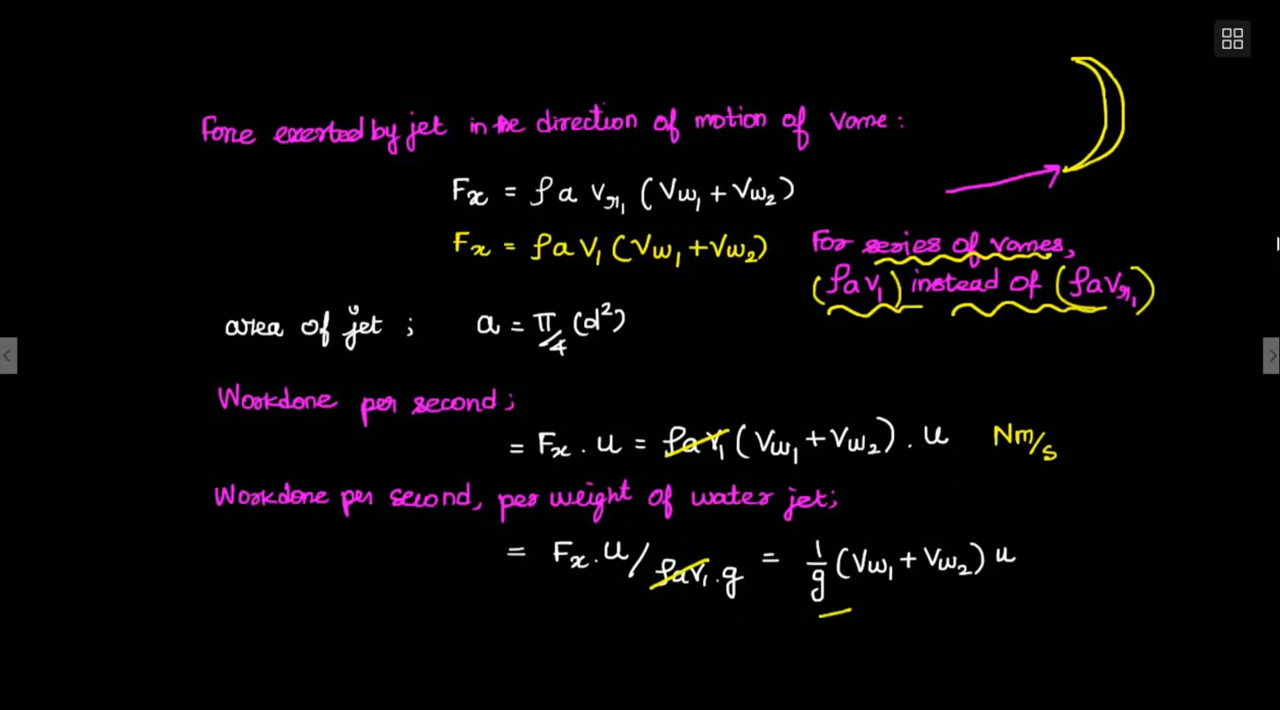 Force exerted by jet in the direction of motion of Vane :
Fx = ρ a Vr₁ (Vw₁ + Vw₂)
Fx = ρ a V₁ (Vw₁ + Vw₂)
For series of vanes,
(ρaV₁) instead of (ρaVr₁)
area of jet ; a = π/4 (d²)
Workdone per second ;
= Fx . u = ρaV₁ (Vw₁ + Vw₂) . u Nm/s
Workdone per second, per weight of water jet;
= Fx . u / ρaV₁ . g = 1/g (Vw₁ + Vw₂) u